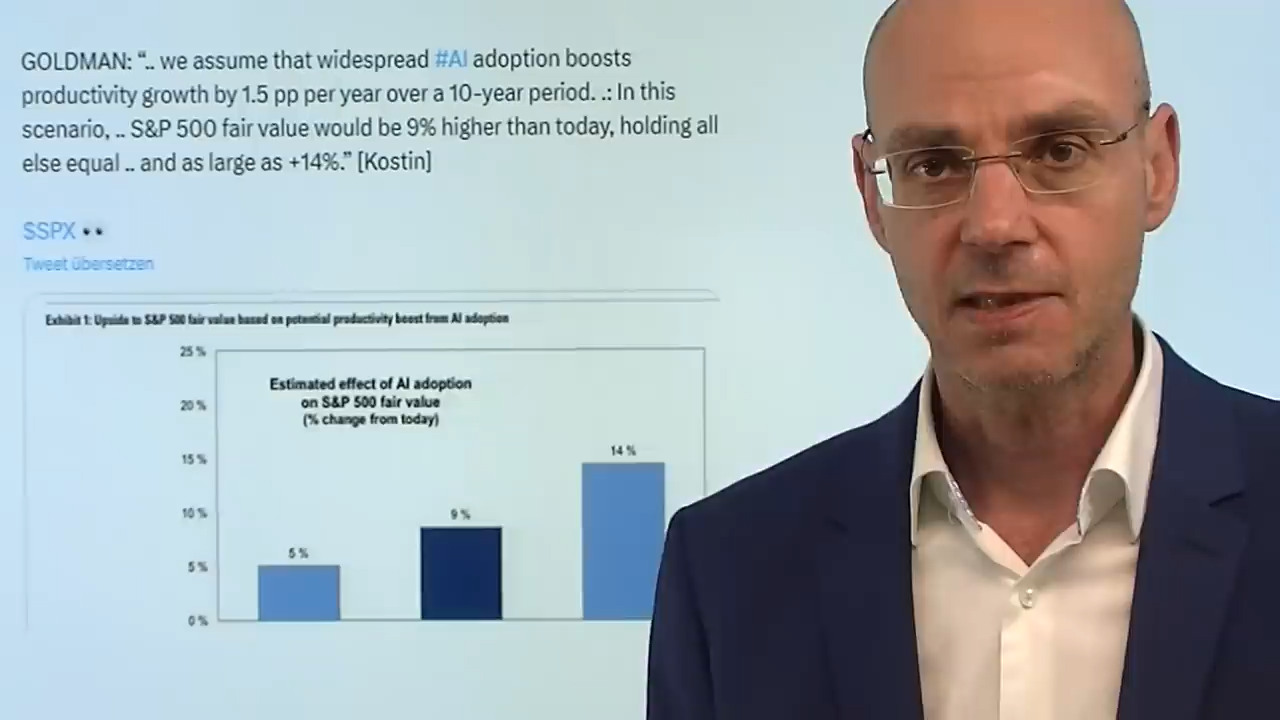 GOLDMAN: “.. we assume that widespread #AI adoption boosts
productivity growth by 1.5 pp per year over a 10-year period. .: In this
scenario, .. S&P 500 fair value would be 9% higher than today, holding all
else equal .. and as large as +14%.” [Kostin]
$SPX
Tweet übersetzen
Exhibit 1: Upside to S&P 500 fair value based on potential productivity boost from AI adoption
25 %
Estimated effect of AI adoption
on S&P 500 fair value
(% change from today)
20 %
15 %
10 %
5 %
0 %
5 %
9 %
14 %